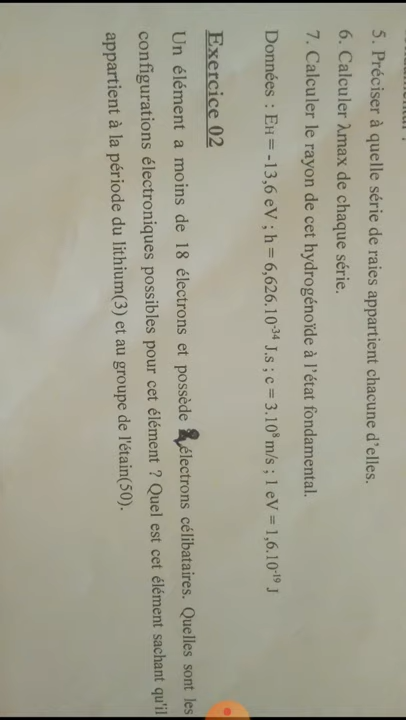 5. Préciser à quelle série de raies appartient chacune d'elles.
6. Calculer λmax de chaque série.
7. Calculer le rayon de cet hydrogénoïde à l'état fondamental.
Données : EH = -13,6 eV ; h = 6,626.10⁻³⁴ J.s ; c = 3.10⁸ m/s ; 1 eV = 1,6.10⁻¹⁹ J
Exercice 02
Un élément a moins de 18 électrons et possède 2 électrons célibataires. Quelles sont les
configurations électroniques possibles pour cet élément ? Quel est cet élément sachant qu'il
appartient à la période du lithium(3) et au groupe de l'étain(50).